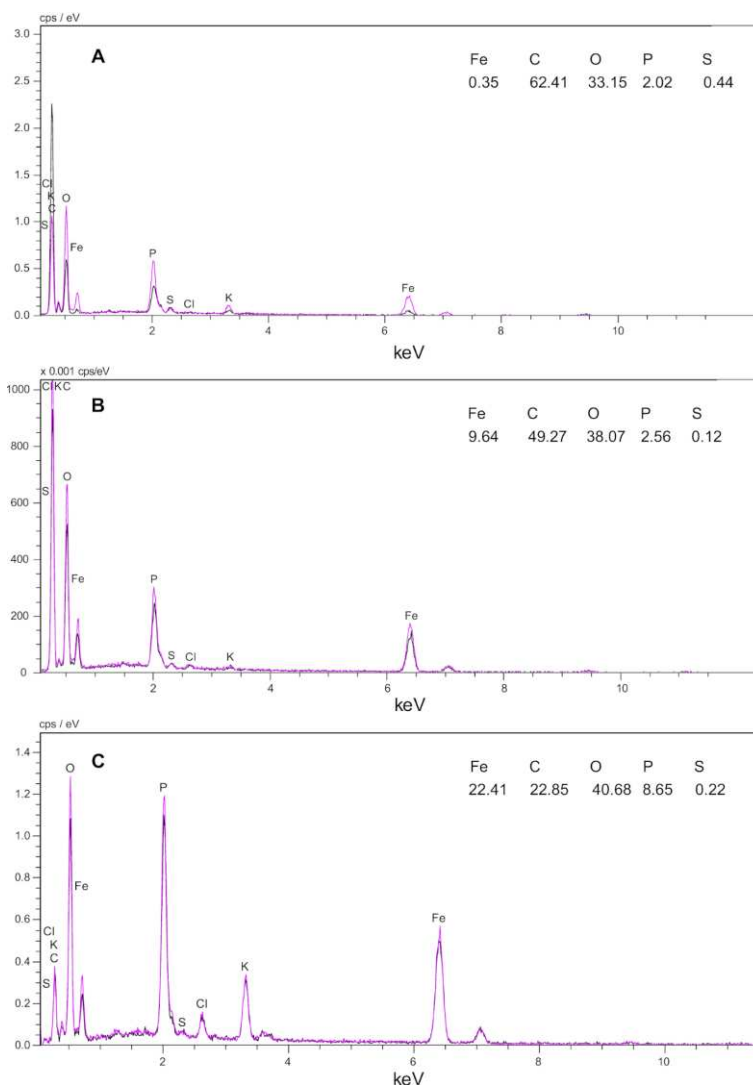 cps / eV
A
Fe C O P S
0.35 62.41 33.15 2.02 0.44
3.0
2.5
2.0
1.5
1.0
0.5
0.0
Cl
K
C
S
O
Fe
P
S
Cl
K
Fe
2 4 6 8 10
keV
x 0.001 cps/eV
B
Fe C O P S
9.64 49.27 38.07 2.56 0.12
1000
800
600
400
200
0
Cl K C
S
O
Fe
P
S
Cl
K
Fe
2 4 6 8 10
keV
cps / eV
C
Fe C O P S
22.41 22.85 40.68 8.65 0.22
1.4
1.2
1.0
0.8
0.6
0.4
0.2
0.0
Cl
K
C
S
O
Fe
P
S
Cl
K
Fe
2 4 6 8 10
keV